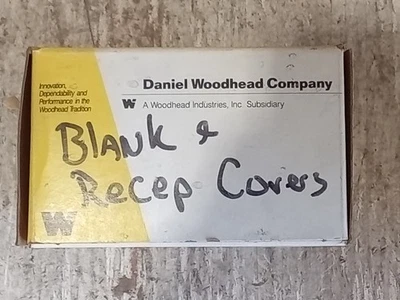 Innovation,
Dependability and
Performance in the
Woodhead Tradition
Daniel Woodhead Company
W A Woodhead Industries, Inc. Subsidiary
BLANK &
Recep Covers
W